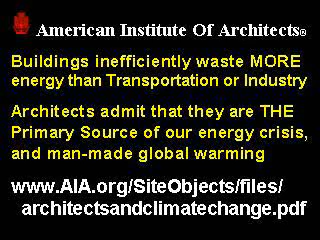 American Institute Of Architects®
Buildings inefficiently waste MORE
energy than Transportation or Industry
Architects admit that they are THE
Primary Source of our energy crisis,
and man-made global warming
www.AIA.org/SiteObjects/files/
architectsandclimatechange.pdf